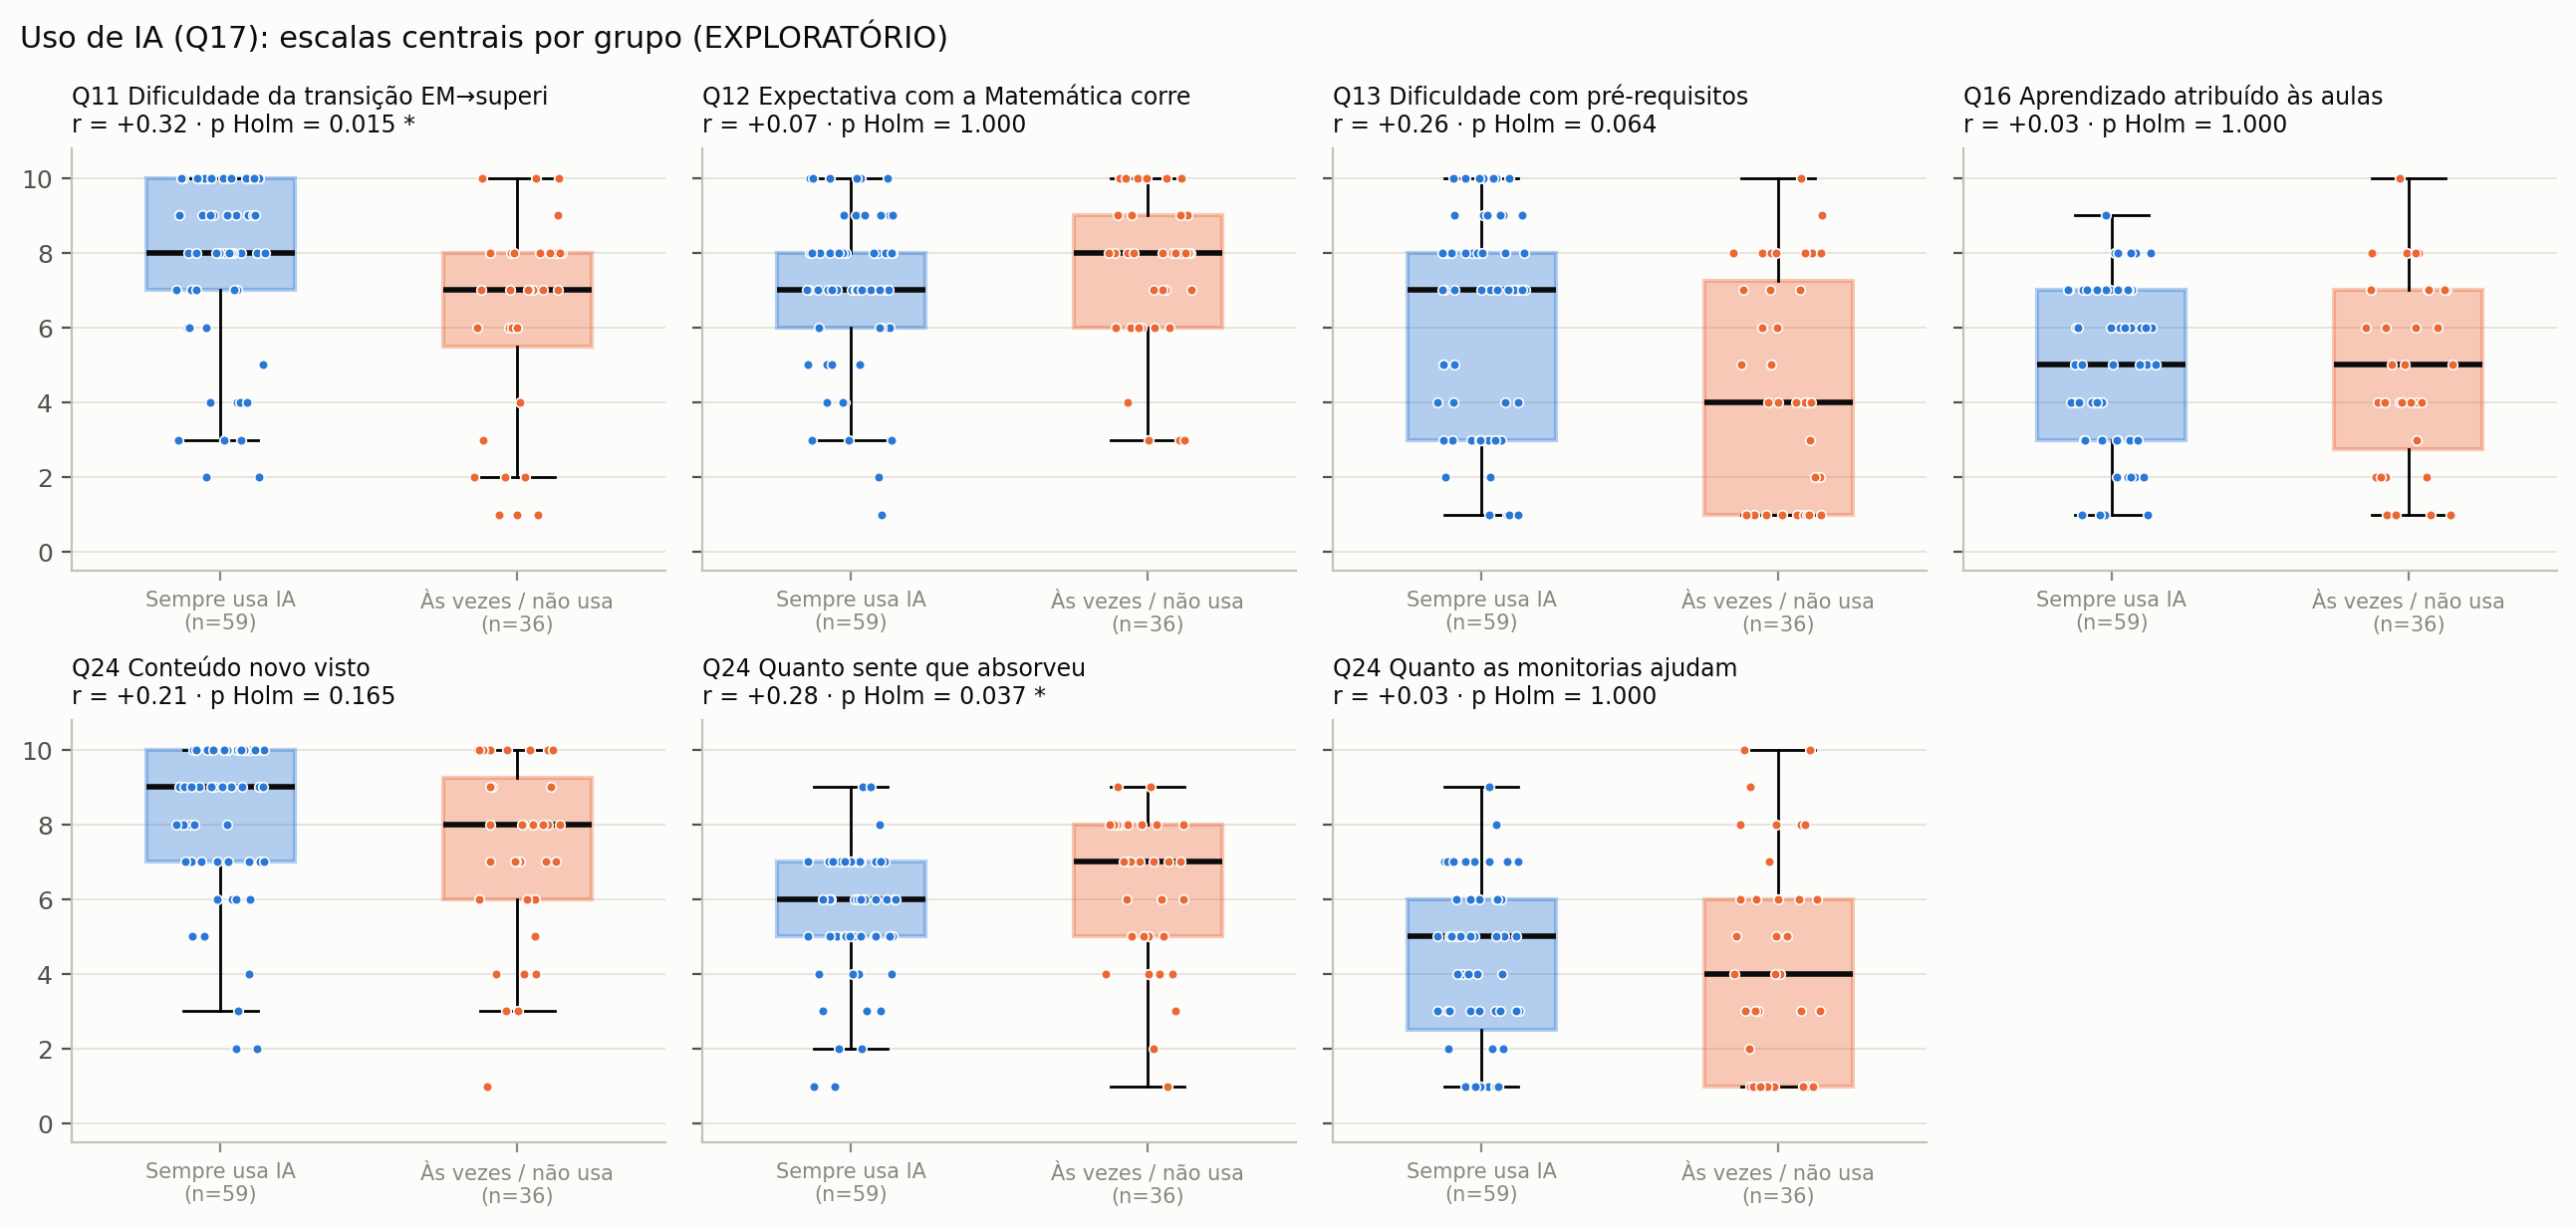 Uso de IA (Q17): escalas centrais por grupo (EXPLORATÓRIO)
Q11 Dificuldade da transição EM→superi
r = +0.32 · p Holm = 0.015 *
Q12 Expectativa com a Matemática corre
r = +0.07 · p Holm = 1.000
Q13 Dificuldade com pré-requisitos
r = +0.26 · p Holm = 0.064
Q16 Aprendizado atribuído às aulas
r = +0.03 · p Holm = 1.000
10
8
6
4
2
0
Sempre usa IA
(n=59)
Às vezes / não usa
(n=36)
Sempre usa IA
(n=59)
Às vezes / não usa
(n=36)
Sempre usa IA
(n=59)
Às vezes / não usa
(n=36)
Sempre usa IA
(n=59)
Às vezes / não usa
(n=36)
Q24 Conteúdo novo visto
r = +0.21 · p Holm = 0.165
Q24 Quanto sente que absorveu
r = +0.28 · p Holm = 0.037 *
Q24 Quanto as monitorias ajudam
r = +0.03 · p Holm = 1.000
10
8
6
4
2
0
Sempre usa IA
(n=59)
Às vezes / não usa
(n=36)
Sempre usa IA
(n=59)
Às vezes / não usa
(n=36)
Sempre usa IA
(n=59)
Às vezes / não usa
(n=36)